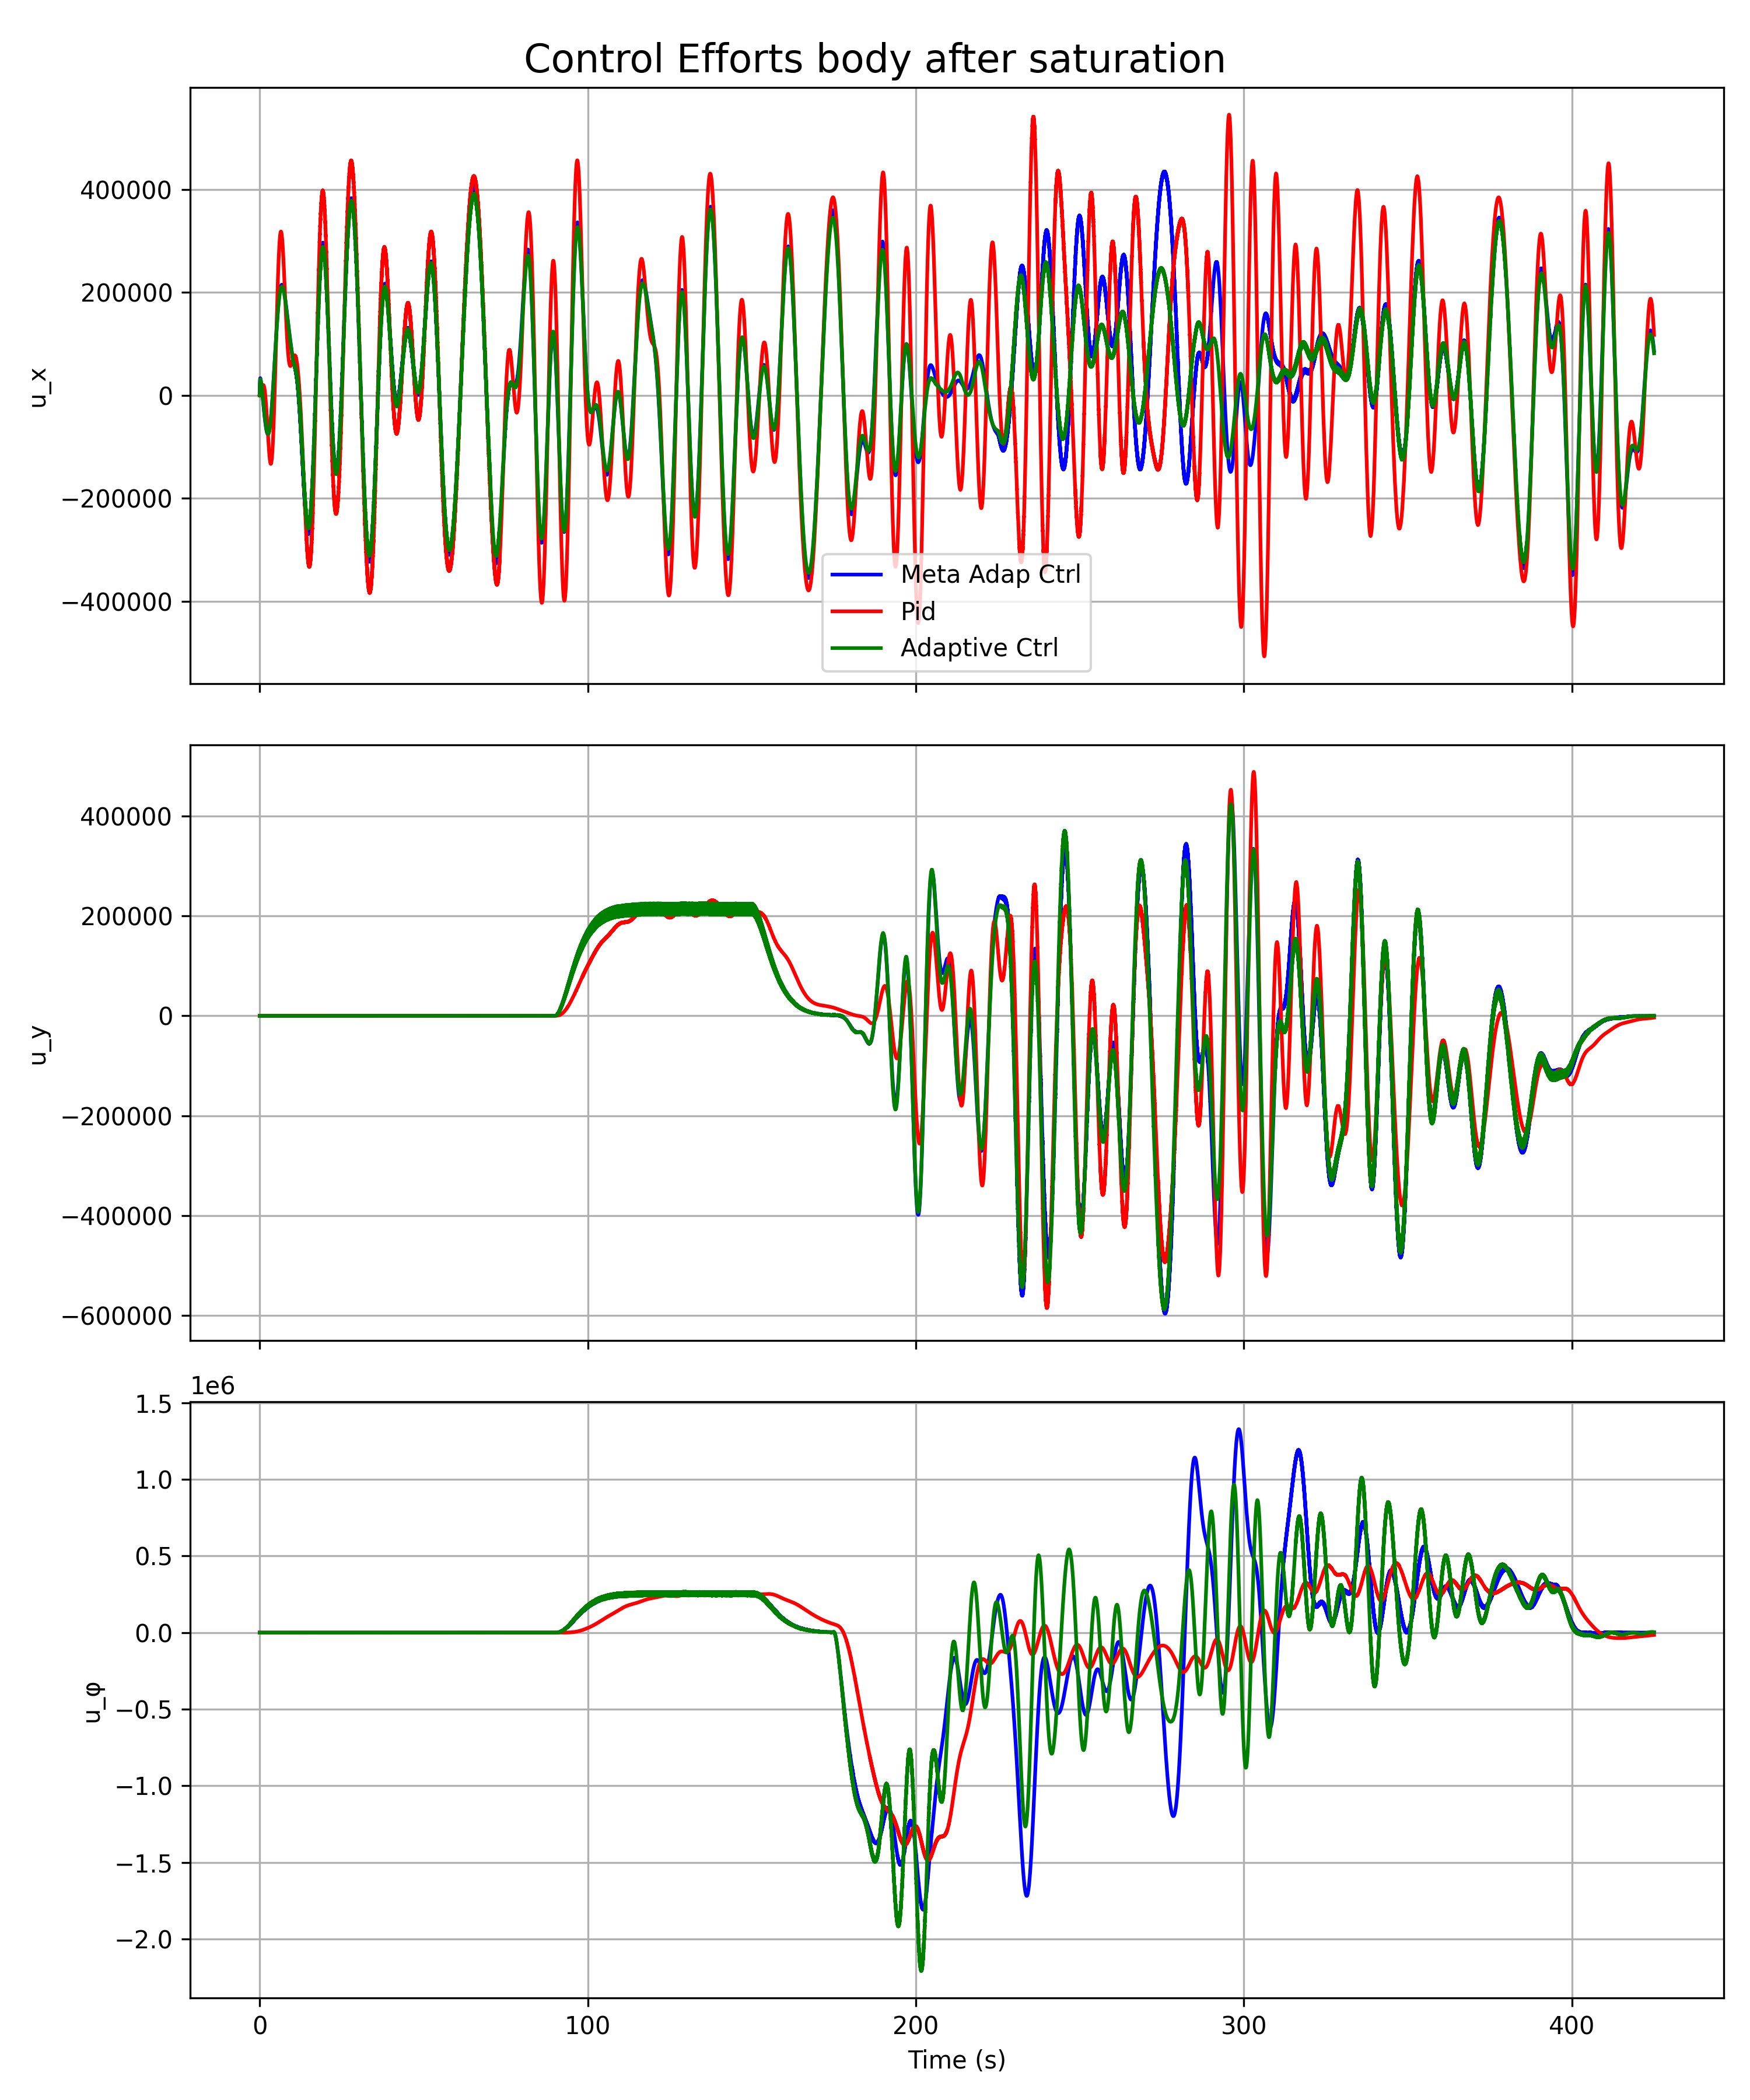 Control Efforts body after saturation
400000
200000
0
−200000
−400000
u_x
Meta Adap Ctrl
Pid
Adaptive Ctrl
400000
200000
0
−200000
−400000
−600000
u_y
1e6
1.5
1.0
0.5
0.0
−0.5
−1.0
−1.5
−2.0
u_φ
0 100 200 300 400
Time (s)